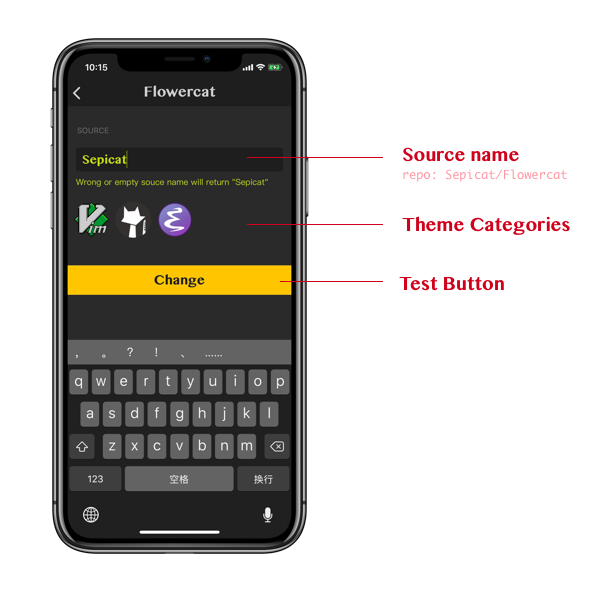 10:15
Flowercat
SOURCE
Sepicat
Wrong or empty souce name will return "Sepicat"
Vim
Change
Source name
repo: Sepicat/Flowercat
Theme Categories
Test Button
， 。 ? ! 、 ……
q w e r t y u i o p
a s d f g h j k l
z x c v b n m
123 空格 换行